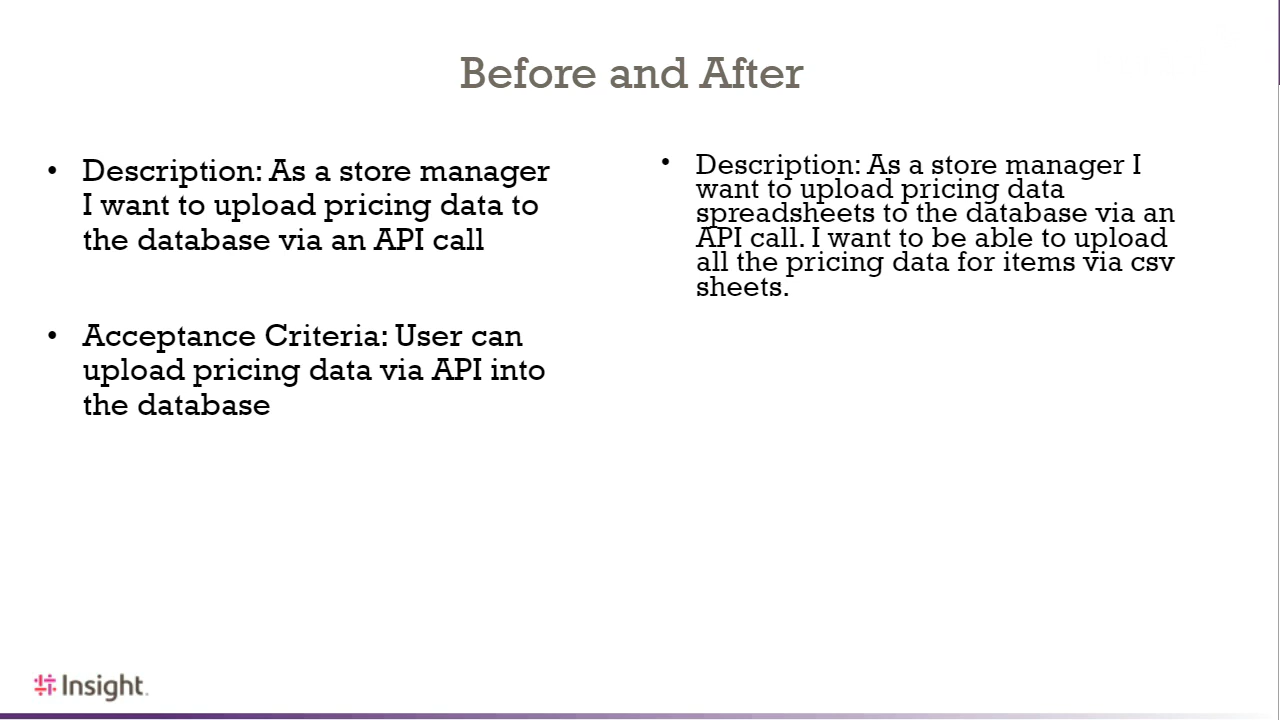 Before and After
• Description: As a store manager
I want to upload pricing data to
the database via an API call
• Acceptance Criteria: User can
upload pricing data via API into
the database
• Description: As a store manager I
want to upload pricing data
spreadsheets to the database via an
API call. I want to be able to upload
all the pricing data for items via csv
sheets.
Insight.